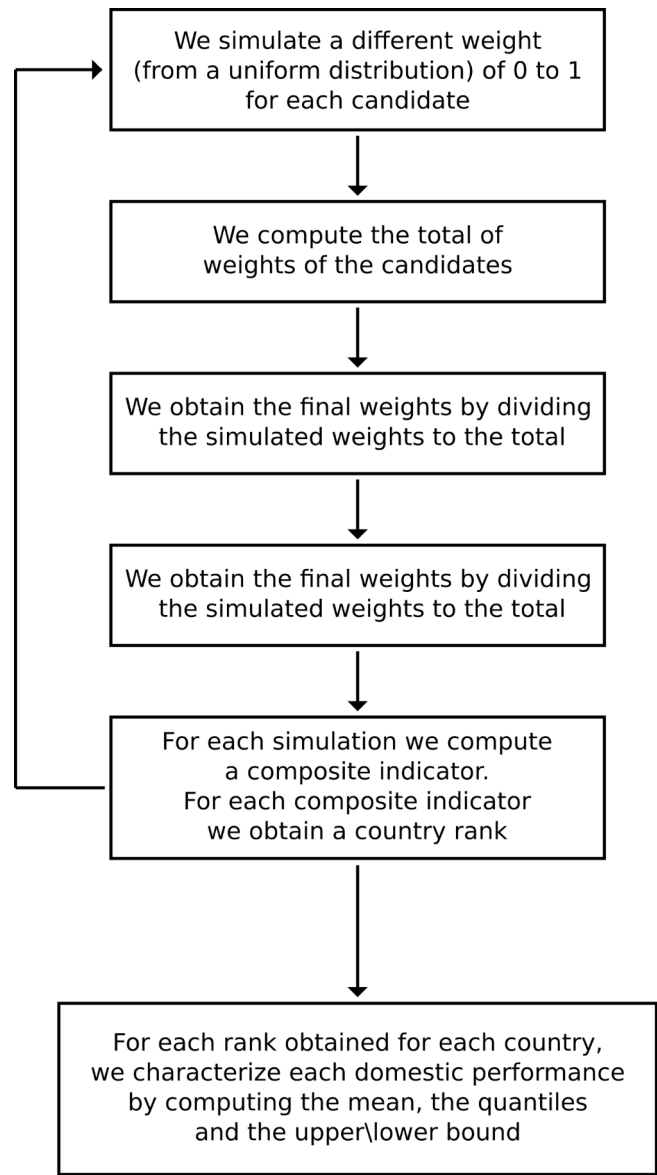 We simulate a different weight
(from a uniform distribution) of 0 to 1
for each candidate
We compute the total of
weights of the candidates
We obtain the final weights by dividing
the simulated weights to the total
We obtain the final weights by dividing
the simulated weights to the total
For each simulation we compute
a composite indicator.
For each composite indicator
we obtain a country rank
For each rank obtained for each country,
we characterize each domestic performance
by computing the mean, the quantiles
and the upper\lower bound